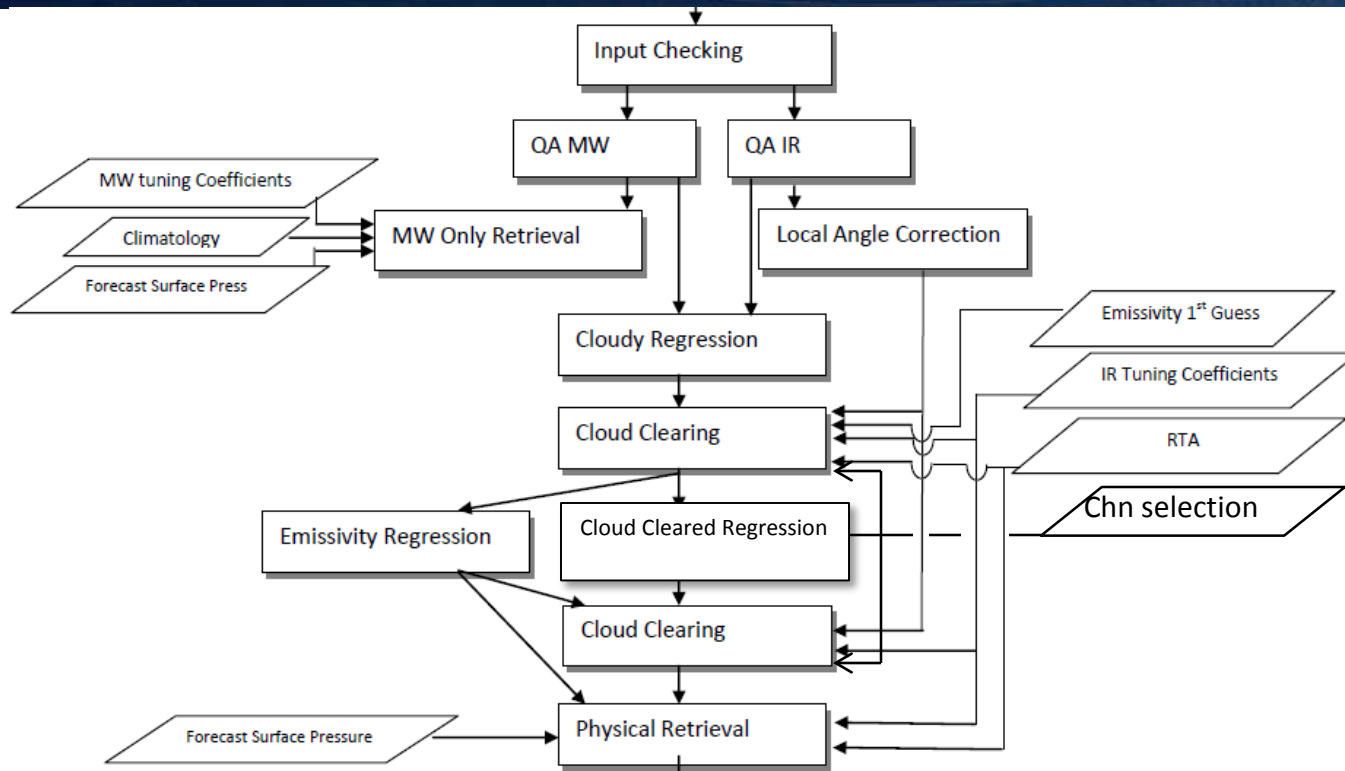 Input Checking
QA MW
QA IR
MW tuning Coefficients
Climatology
Forecast Surface Press
MW Only Retrieval
Local Angle Correction
Emissivity 1st Guess
Cloudy Regression
IR Tuning Coefficients
Cloud Clearing
RTA
Chn selection
Emissivity Regression
Cloud Cleared Regression
Cloud Clearing
Physical Retrieval
Forecast Surface Pressure